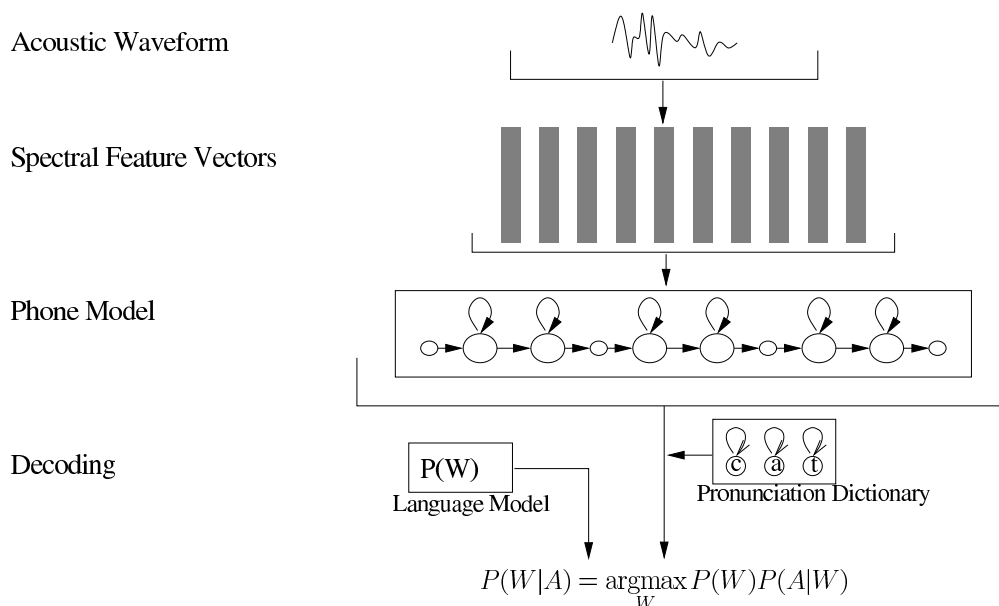 Acoustic Waveform
Spectral Feature Vectors
Phone Model
Decoding
P(W)
Language Model
c a t
Pronunciation Dictionary
P(W|A) = argmax P(W)P(A|W)
W